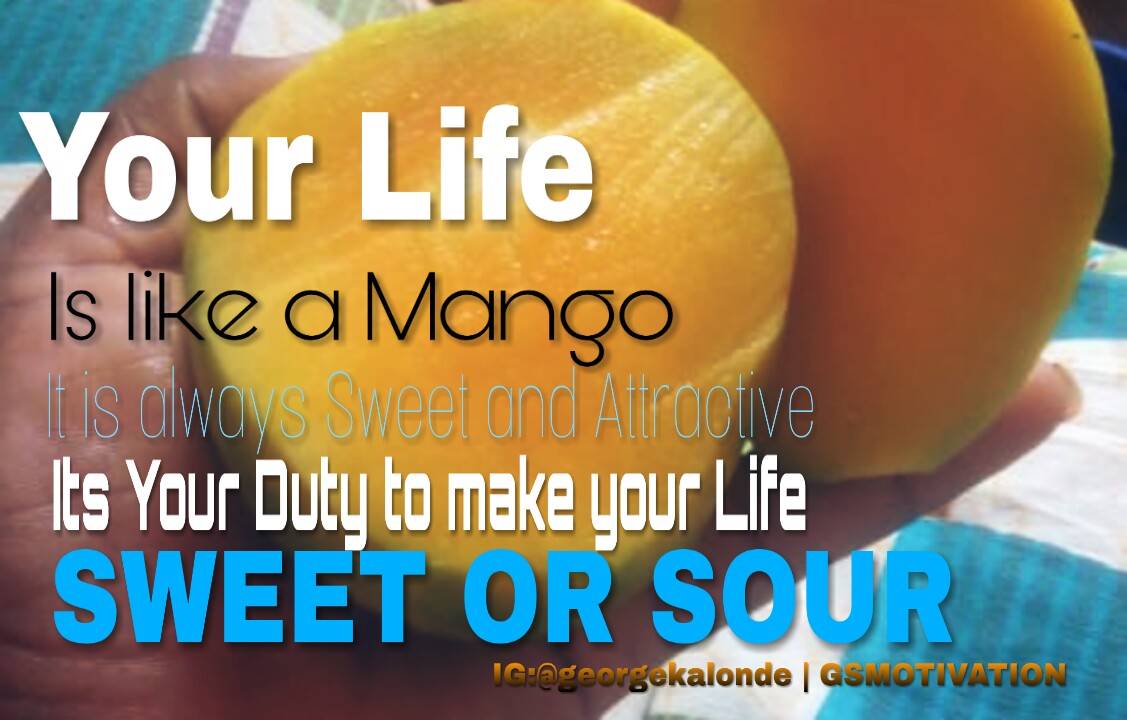 Your Life
Is like a Mango
It is always Sweet and Attractive
Its Your Duty to make your Life
SWEET OR SOUR
IG:@georgekalonde | GSMOTIVATION